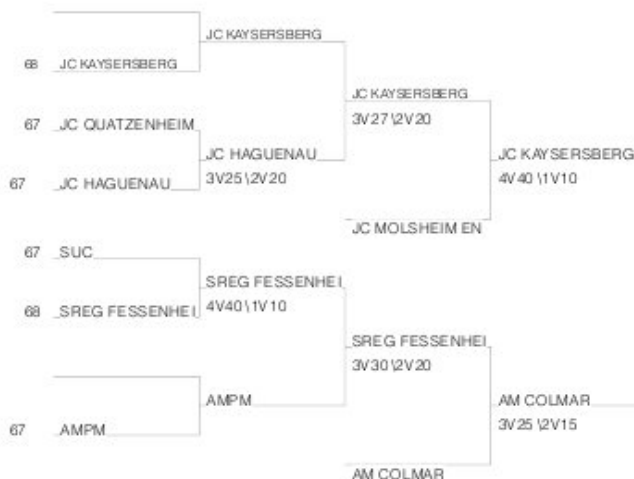 JC KAYSERSBERG
68 JC KAYSERSBERG
JC KAYSERSBERG
3V27\2V20
67 JC QUATZENHEIM
JC HAGUENAU
3V25\2V20
JC KAYSERSBERG
4V40\1V10
67 JC HAGUENAU
JC MOLSHEIM EN
67 SUC
SREG FESSENHEI
4V40\1V10
68 SREG FESSENHEI
SREG FESSENHEI
3V30\2V20
AMPM
AM COLMAR
3V25\2V15
67 AMPM
AM COLMAR